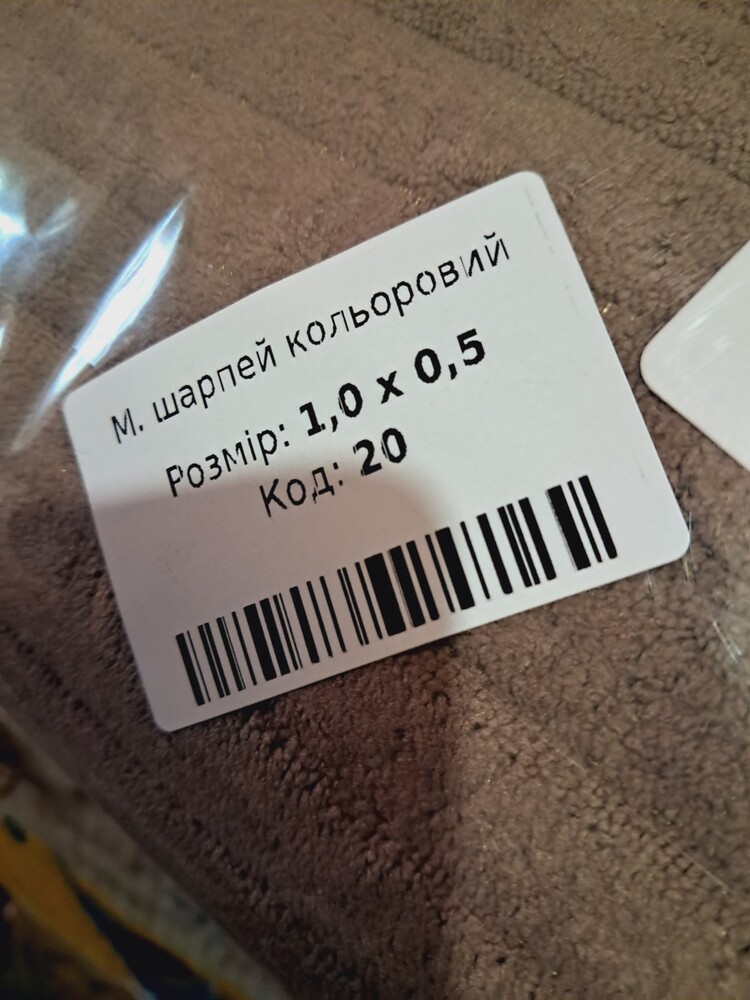 М. шарпей кольоровий
Розмір: 1,0 x 0,5
Код: 20